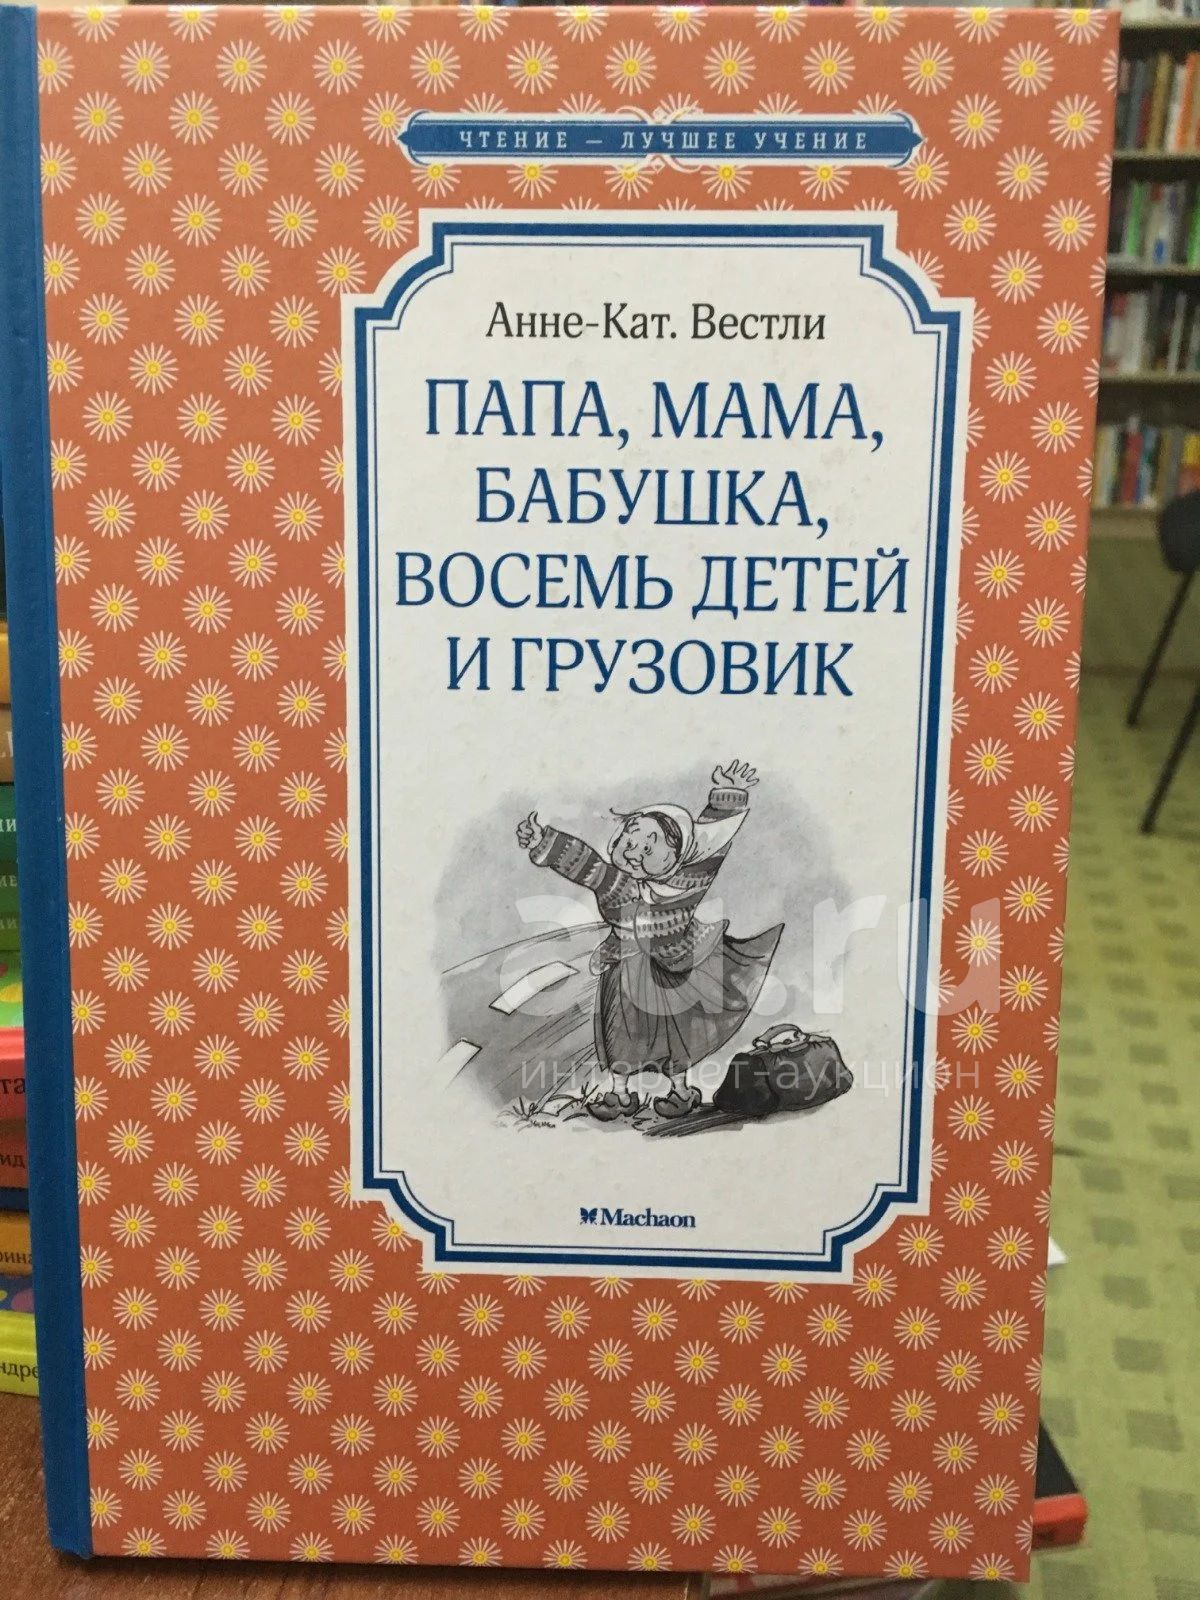 ЧТЕНИЕ — ЛУЧШЕЕ УЧЕНИЕ
Анне-Кат. Вестли
ПАПА, МАМА,
БАБУШКА,
ВОСЕМЬ ДЕТЕЙ
И ГРУЗОВИК
au.ru
интернет-аукцион
Machaon